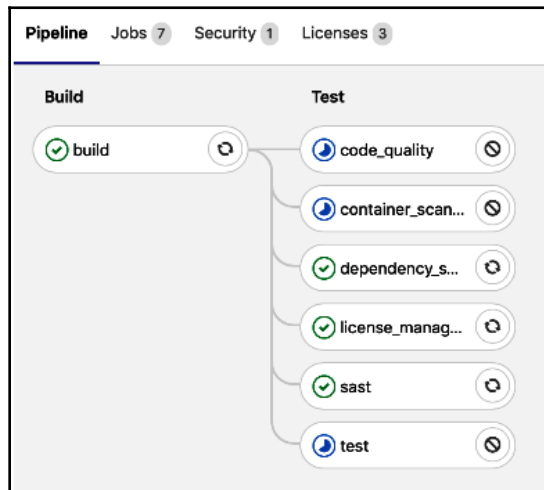 Pipeline Jobs 7 Security 1 Licenses 3
Build
Test
build
code_quality
container_scan...
dependency_s...
license_manag...
sast
test